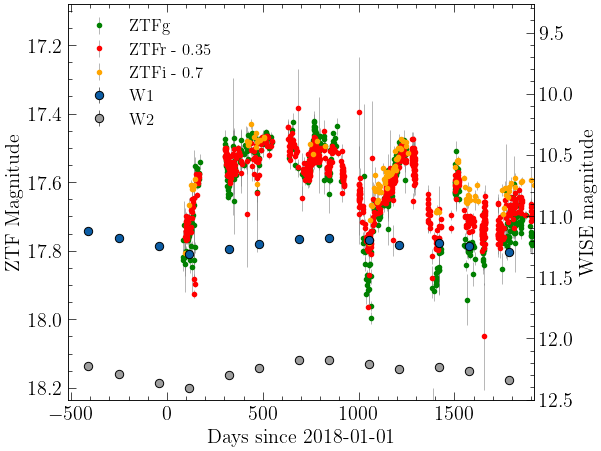 ZTFg
ZTFr - 0.35
ZTFi - 0.7
W1
W2
ZTF Magnitude
17.2
17.4
17.6
17.8
18.0
18.2
9.5
10.0
10.5
11.0
11.5
12.0
12.5
WISE magnitude
−500
0
500
1000
1500
Days since 2018-01-01